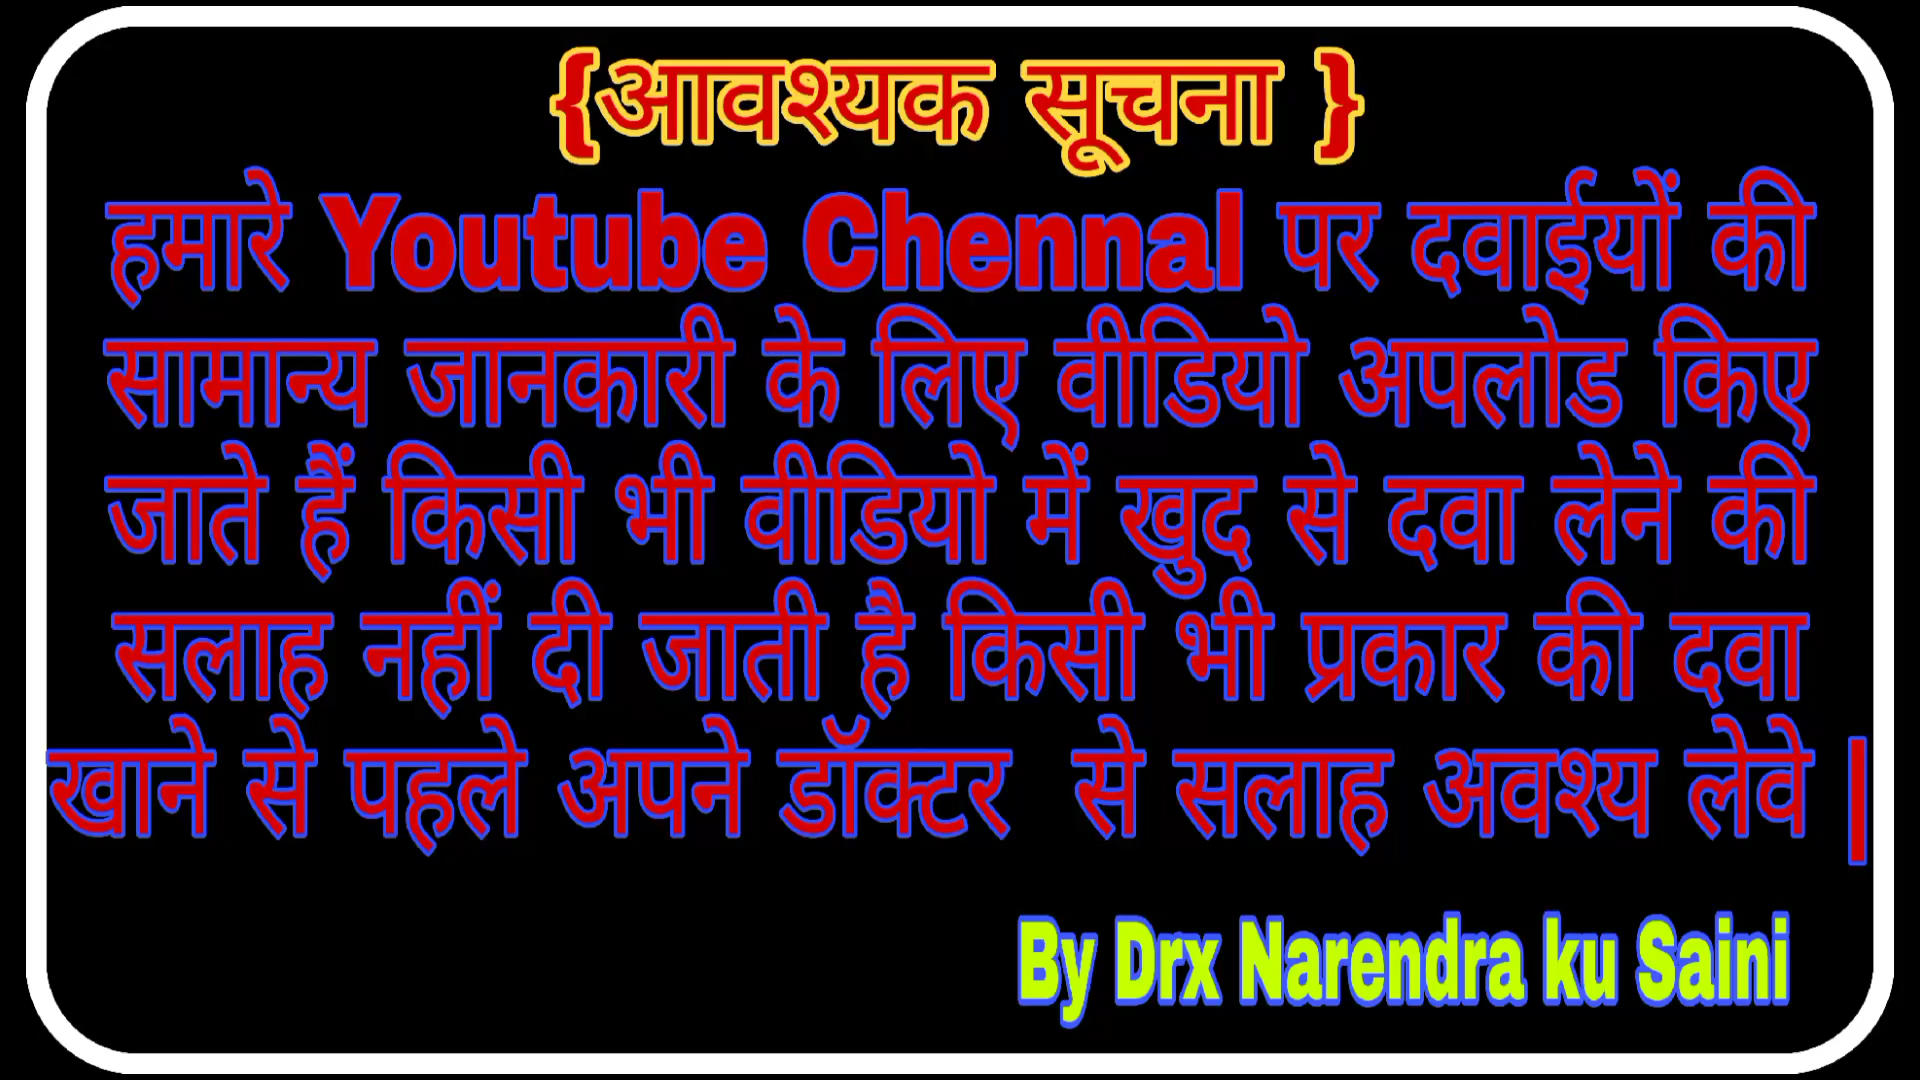 {आवश्यक सूचना }
हमारे Youtube Chennal पर दवाईयों की
सामान्य जानकारी के लिए वीडियो अपलोड किए
जाते हैं किसी भी वीडियो में खुद से दवा लेने की
सलाह नहीं दी जाती है किसी भी प्रकार की दवा
खाने से पहले अपने डॉक्टर  से सलाह अवश्य लेवे |
By Drx Narendra ku Saini